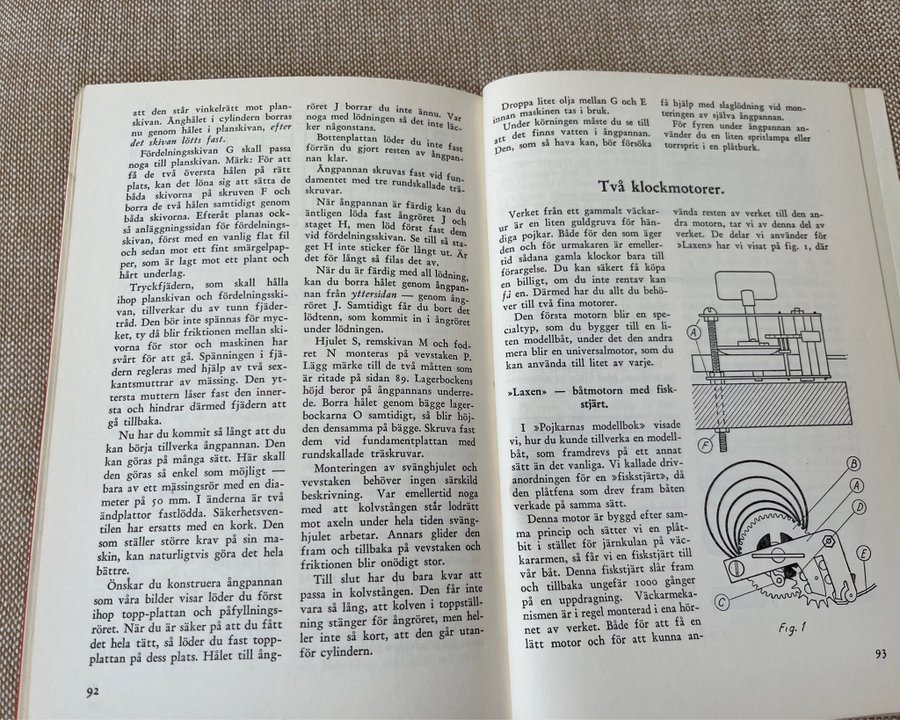 att den står vinkelrätt mot plan-
skivan. Ånghålet i cylindern borras
nu genom hålet i planskivan, efter
det skivan lötts fast.
Fördelningsskivan G skall passa
noga till planskivan. Märk: För att
få de två översta hålen på rätt
plats, kan det löna sig att sätta de
båda skivorna på skruven F och
borra de två hålen samtidigt genom
båda skivorna. Efteråt planas ock-
så anläggningssidan för fördelnings-
skivan, först med en vanlig flat fil
och sedan mot ett fint smärgelpap-
per, som är lagt mot ett plant och
hårt underlag.
Tryckfjädern, som skall hålla
ihop planskivan och fördelningsski-
van, tillverkar du av tunn fjäder-
tråd. Den bör inte spännas för myc-
ket, ty då blir friktionen mellan ski-
vorna för stor och maskinen har
svårt för att gå. Spänningen i fjä-
dern regleras med hjälp av två sex-
kantsmuttrar av mässing. Den yt-
tersta muttern låser fast den inner-
sta och hindrar därmed fjädern att
gå tillbaka.
Nu har du kommit så långt att du
kan börja tillverka ångpannan. Den
kan göras på många sätt. Här skall
den göras så enkel som möjligt —
bara av ett mässingsrör med en dia-
meter på 50 mm. I änderna är två
ändplattor fastlödda. Säkerhetsven-
tilen har ersatts med en kork. Den
som ställer större krav på sin ma-
skin, kan naturligtvis göra det hela
bättre.
Önskar du konstruera ångpannan
som våra bilder visar löder du först
ihop topp-plattan och påfyllnings-
röret. När du är säker på att du fått
det hela tätt, så löder du fast topp-
plattan på dess plats. Hålet till ång-
röret J borrar du inte ännu. Var
noga med lödningen så det inte läc-
ker någonstans.
Bottenplattan löder du inte fast
förrän du gjort resten av ångpan-
nan klar.
Ångpannan skruvas fast vid fun-
damentet med tre rundskallade trä-
skruvar.
När ångpannan är färdig kan du
äntligen löda fast ångröret J och
staget H, men löd först fast dem
vid fördelningsskivan. Se till så sta-
get H inte sticker för långt ut. Är
det för långt så filas det av.
När du är färdig med all lödning,
kan du borra hålet genom ångpan-
nan från yttersidan — genom ång-
röret J. Samtidigt får du bort det
lödtenn, som kommit in i ångröret
under lödningen.
Hjulet S, remskivan M och fod-
ret N monteras på vevstaken P.
Lägg märke till de två måtten som
är ritade på sidan 89. Lagerbockens
höjd beror på ångpannans underre-
de. Borra hålet genom bägge lager-
bockarna O samtidigt, så blir höj-
den densamma på bägge. Skruva fast
dem vid fundamentplattan med
rundskallade träskruvar.
Monteringen av svänghjulet och
vevstaken behöver ingen särskild
beskrivning. Var emellertid noga
med att kolvstången står lodrätt
mot axeln under hela tiden sväng-
hjulet arbetar. Annars glider den
fram och tillbaka på vevstaken och
friktionen blir onödigt stor.
Till slut har du bara kvar att
passa in kolvstången. Den får inte
vara så lång, att kolven i toppställ-
ning stänger för ångröret, men hel-
ler inte så kort, att den går utan-
för cylindern.
92
Droppa litet olja mellan G och E
innan maskinen tas i bruk.
Under körningen måste du se till
att det finns vatten i ångpannan.
Den, som så hava kan, bör försöka
få hjälp med slaglödning vid mon-
teringen av själva ångpannan.
För fyren under ångpannan an-
vänder du en liten spritlampa eller
torrsprit i en plåtburk.
Två klockmotorer.
Verket från ett gammalt väckar-
ur är en liten guldgruva för hän-
diga pojkar. Både för den som äger
den och för urmakaren är emeller-
tid sådana gamla klockor bara till
förargelse. Du kan säkert få köpa
en billigt, om du inte rentav kan
få en. Därmed har du allt du behö-
ver till två fina motorer.
Den första motorn blir en spe-
cialtyp, som du bygger till en li-
ten modellbåt, under det den andra
mera blir en universalmotor, som du
kan använda till litet av varje.
»Laxen» — båtmotorn med fisk-
stjärt.
I »Pojkarnas modellbok» visade
vi, hur du kunde tillverka en modell-
båt, som framdrevs på ett annat
sätt än det vanliga. Vi kallade driv-
anordningen för en »fiskstjärt», då
den plåtfena som drev fram båten
verkade på samma sätt.
Denna motor är byggd efter sam-
ma princip och sätter vi en plåt-
bit i stället för järnkulan på väc-
kararmen, så får vi en fiskstjärt till
vår båt. Denna fiskstjärt slår fram
och tillbaka ungefär 1000 gånger
på en uppdragning. Väckarmeka-
nismen är i regel monterad i ena hör-
net av verket. Både för att få en
lätt motor och för att kunna an-
vända resten av verket till den an-
dra motorn, tar vi av denna del av
verket. De delar vi använder för
»Laxen» har vi visat på fig. 1, där
A
F
B
A
D
E
C
Fig. 1
93